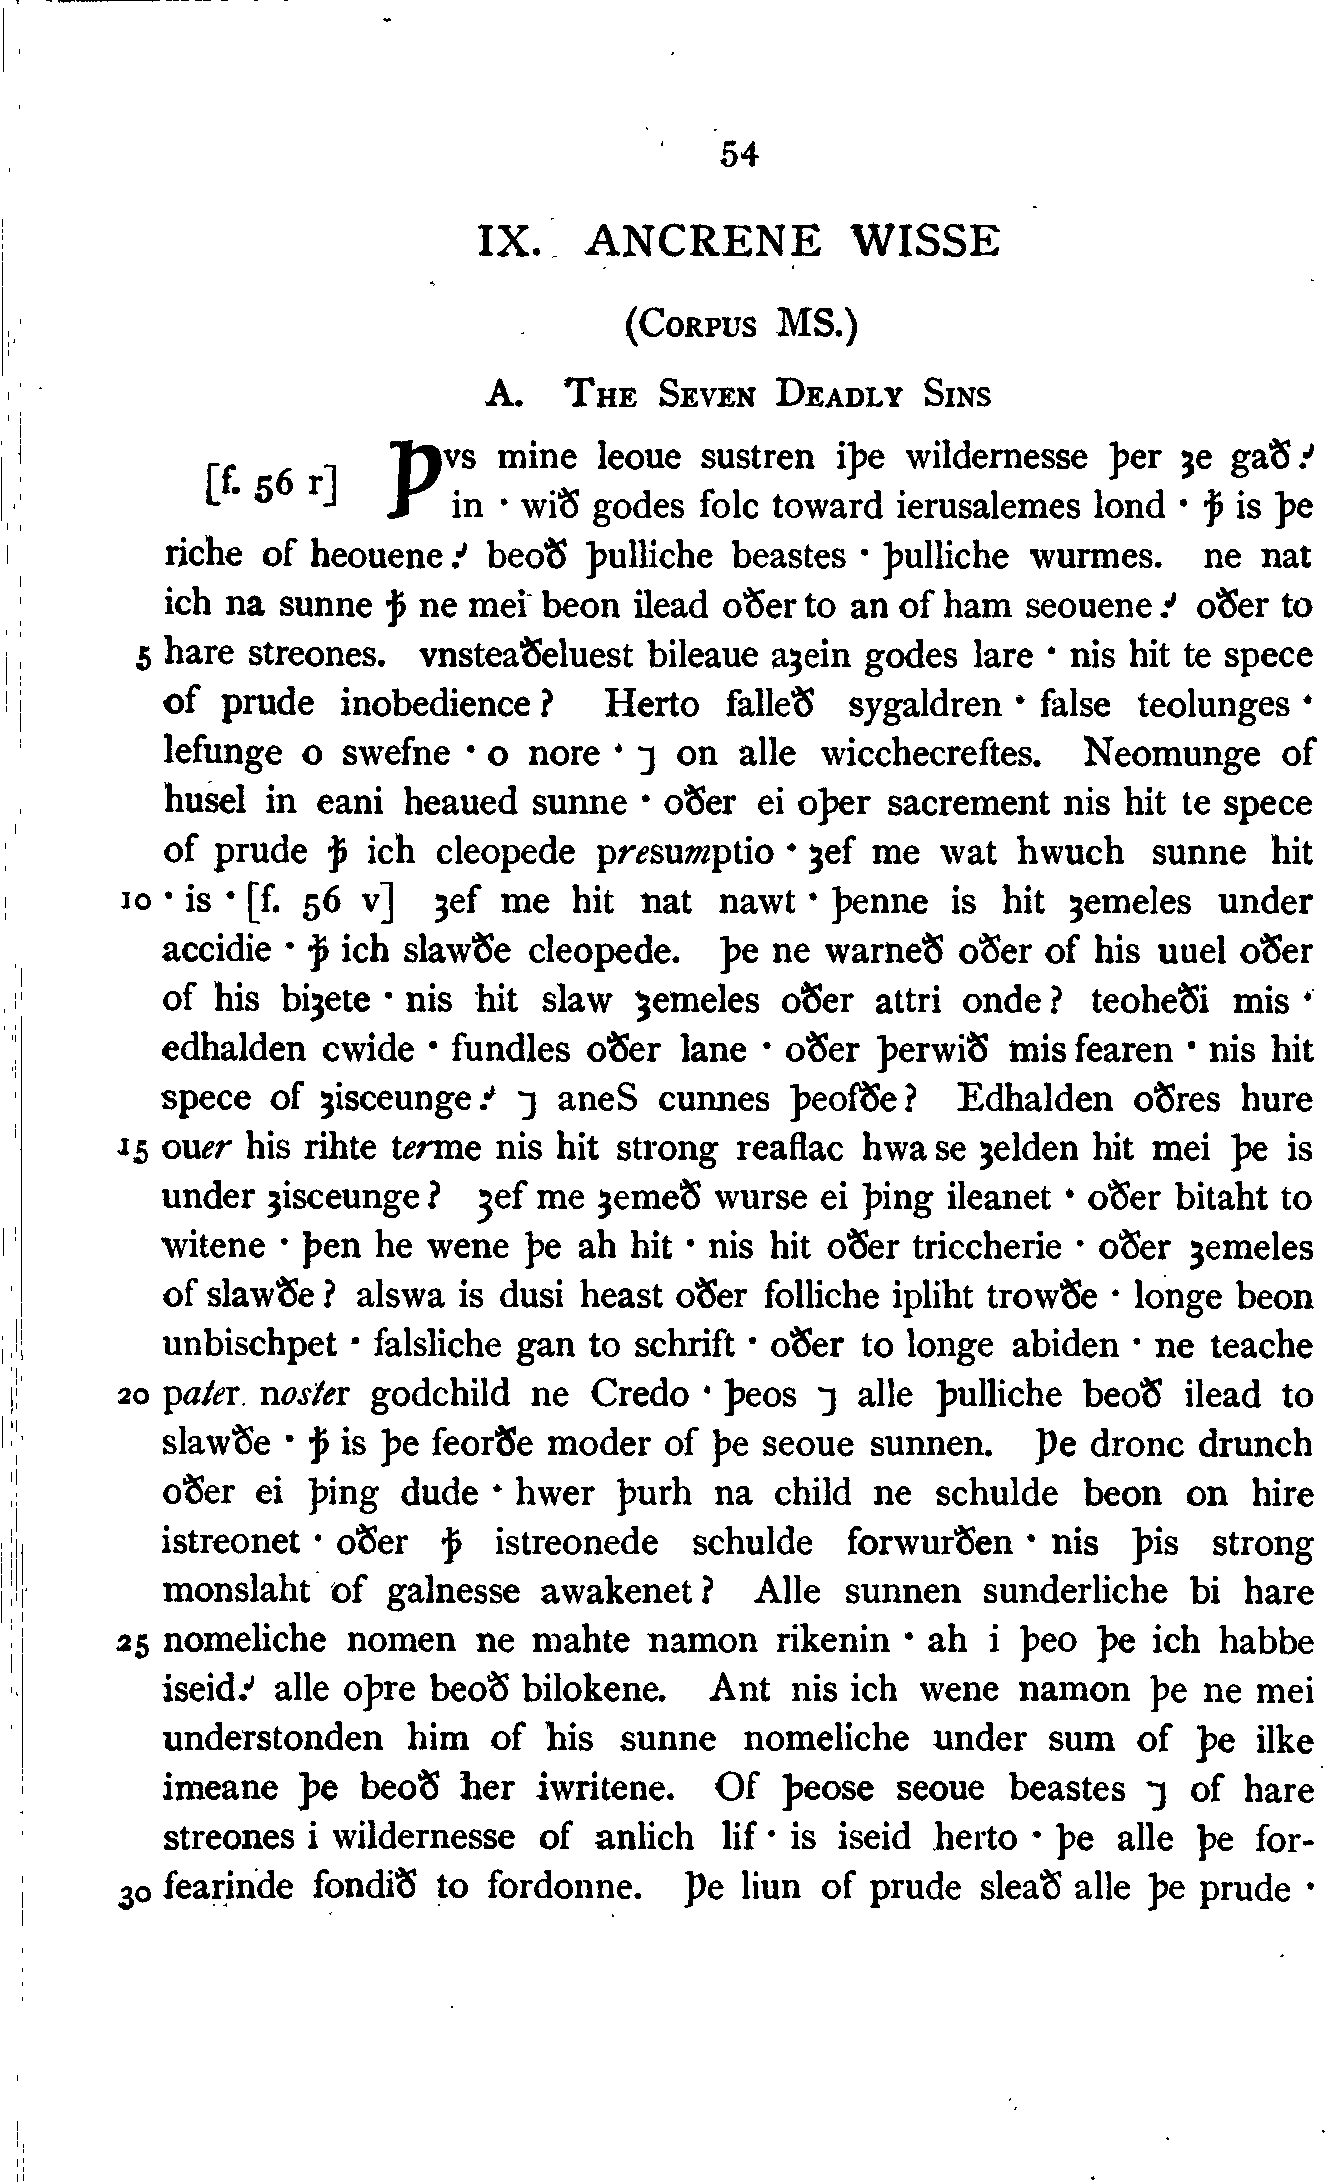 54
IX. ANCRENE WISSE
(Corpus MS.)
A. The Seven Deadly Sins
[f. 56 r] Þvs mine leoue sustren iþe wildernesse þer ȝe gað ؛
in · wið godes folc toward ierusalemes lond · ꝥ is þe
riche of heouene ؛ beoð þulliche beastes · þulliche wurmes. ne nat
ich na sunne ꝥ ne mei beon ilead oðer to an of ham seouene ؛ oðer to
5 hare streones. vnsteaðeluest bileaue aȝein godes lare · nis hit te spece
of prude inobedience? Herto falleð sygaldren · false teolunges ·
lefunge o swefne · o nore · ⁊ on alle wicchecreftes. Neomunge of
husel in eani heaued sunne · oðer ei oþer sacrement nis hit te spece
of prude ꝥ ich cleopede presumptio · ȝef me wat hwuch sunne hit
10 · is · [f. 56 v] ȝef me hit nat nawt · þenne is hit ȝemeles under
accidie · ꝥ ich slawðe cleopede. þe ne warneð oðer of his uuel oðer
of his biȝete · nis hit slaw ȝemeles oðer attri onde? teoheði mis ·
edhalden cwide · fundles oðer lane · oðer þerwið mis fearen · nis hit
spece of ȝisceunge ؛ ⁊ aneS cunnes þeofðe? Edhalden oðres hure
15 ouer his rihte terme nis hit strong reaflac hwa se ȝelden hit mei þe is
under ȝisceunge? ȝef me ȝemeð wurse ei þing ileanet · oðer bitaht to
witene · þen he wene þe ah hit · nis hit oðer triccherie · oðer ȝemeles
of slawðe? alswa is dusi heast oðer folliche ipliht trowðe · longe beon
unbischpet · falsliche gan to schrift · oðer to longe abiden · ne teache
20 pater. noster godchild ne Credo · þeos ⁊ alle þulliche beoð ilead to
slawðe · ꝥ is þe feorðe moder of þe seoue sunnen. Þe dronc drunch
oðer ei þing dude · hwer þurh na child ne schulde beon on hire
istreonet · oðer ꝥ istreonede schulde forwurðen · nis þis strong
monslaht of galnesse awakenet? Alle sunnen sunderliche bi hare
25 nomeliche nomen ne mahte namon rikenin · ah i þeo þe ich habbe
iseid ؛ alle oþre beoð bilokene. Ant nis ich wene namon þe ne mei
understonden him of his sunne nomeliche under sum of þe ilke
imeane þe beoð her iwritene. Of þeose seoue beastes ⁊ of hare
streones i wildernesse of anlich lif · is iseid herto · þe alle þe for-
30 fearinde fondið to fordonne. Þe liun of prude sleað alle þe prude ·